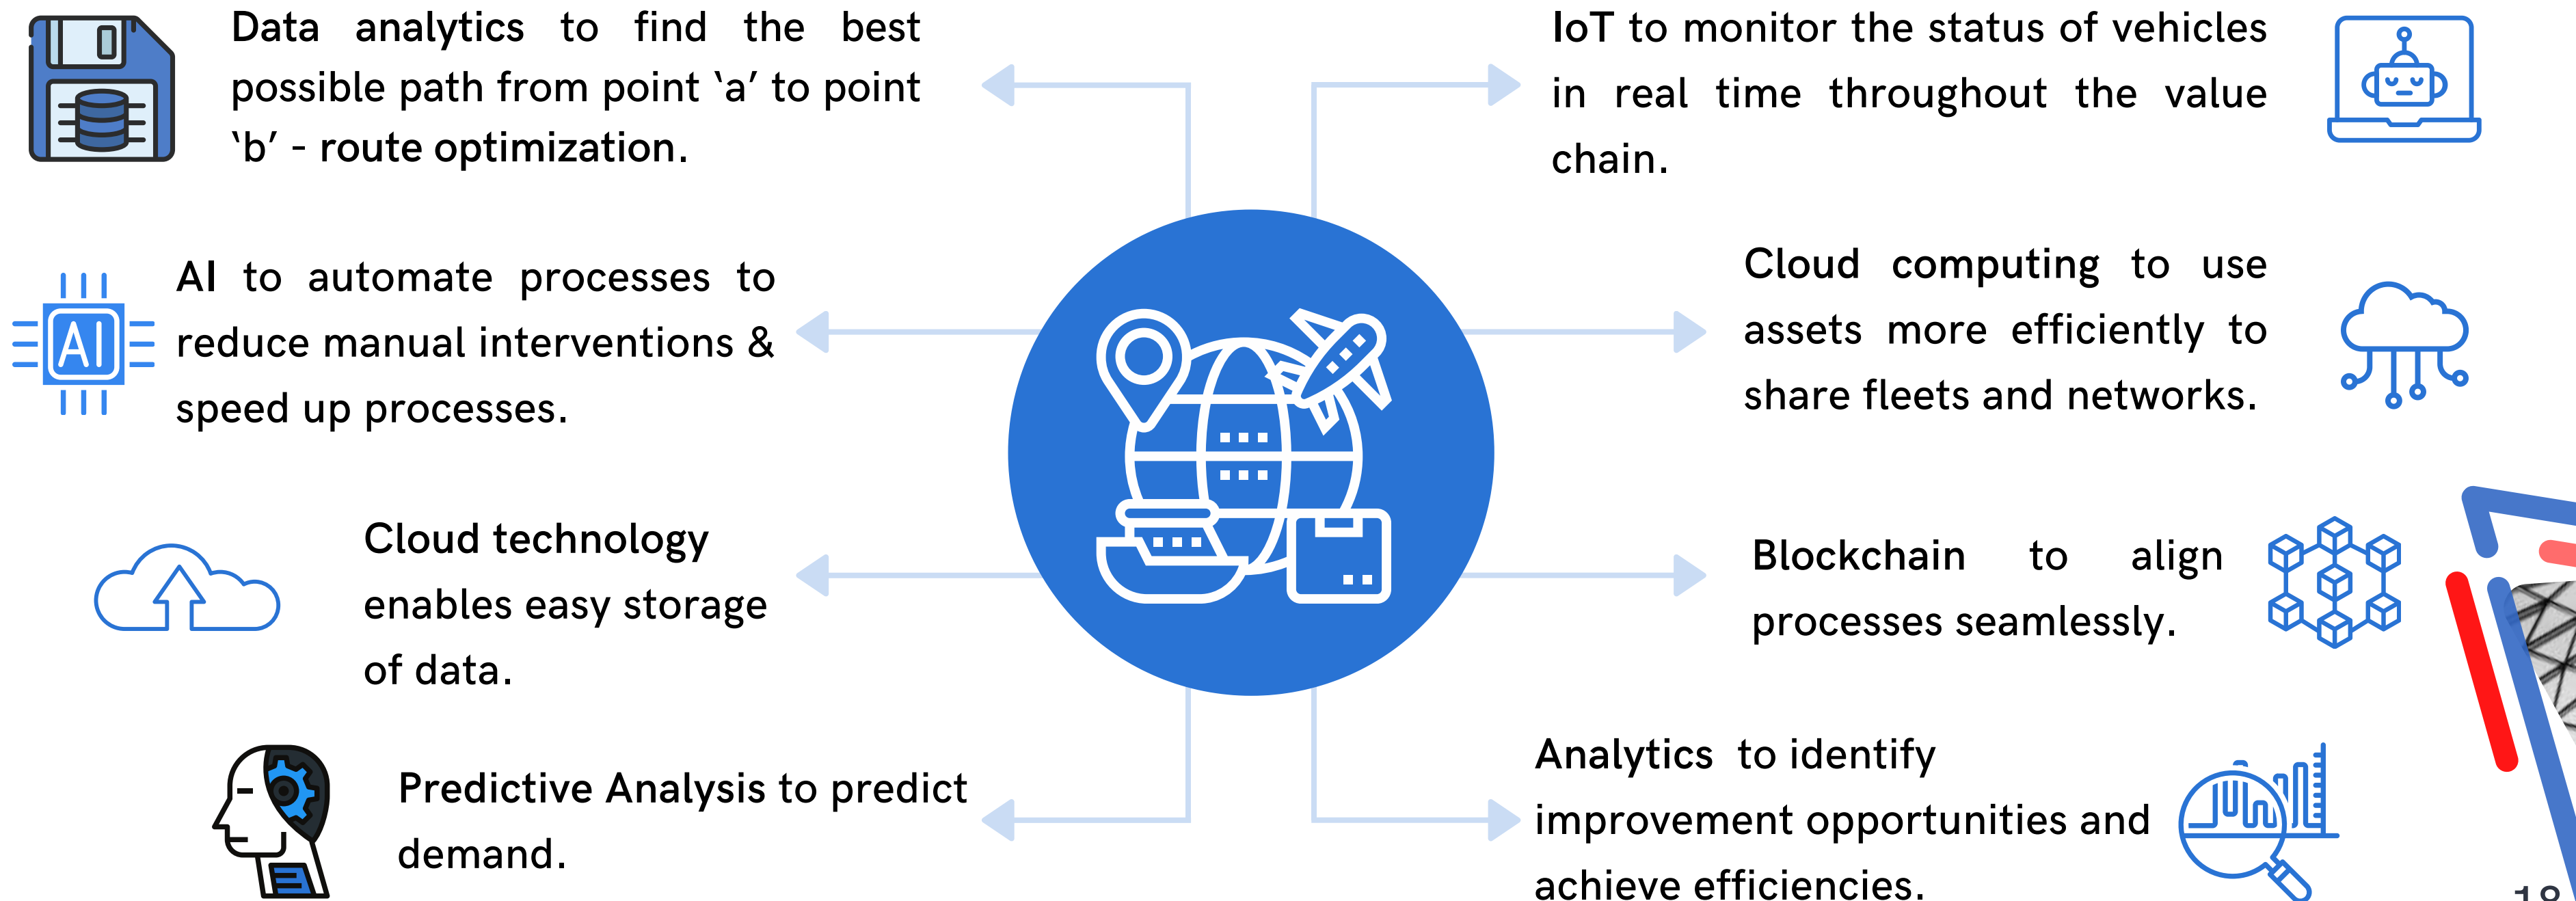 Data analytics to find the best
possible path from point ‘a’ to point
‘b’ - route optimization.
AI to automate processes to
reduce manual interventions &
speed up processes.
AI
Cloud technology
enables easy storage
of data.
Predictive Analysis to predict
demand.
IoT to monitor the status of vehicles
in real time throughout the value
chain.
Cloud computing to use
assets more efficiently to
share fleets and networks.
Blockchain to align
processes seamlessly.
Analytics to identify
improvement opportunities and
achieve efficiencies.